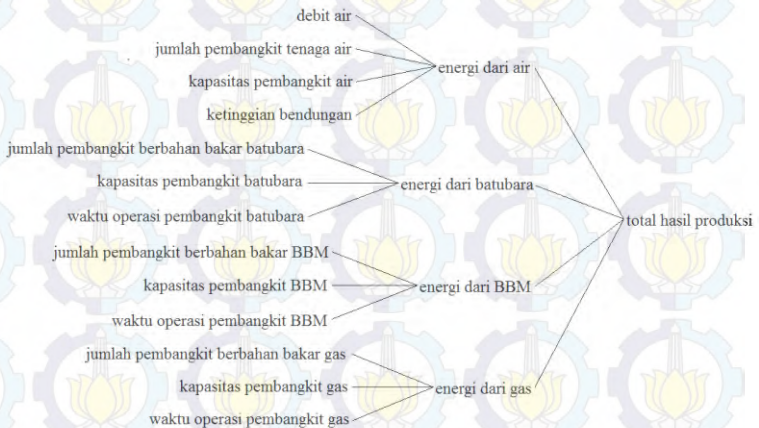 debit air
jumlah pembangkit tenaga air
kapasitas pembangkit air
ketinggian bendungan
energi dari air
jumlah pembangkit berbahan bakar batubara
kapasitas pembangkit batubara
waktu operasi pembangkit batubara
energi dari batubara
jumlah pembangkit berbahan bakar BBM
kapasitas pembangkit BBM
waktu operasi pembangkit BBM
energi dari BBM
jumlah pembangkit berbahan bakar gas
kapasitas pembangkit gas
waktu operasi pembangkit gas
energi dari gas
total hasil produksi